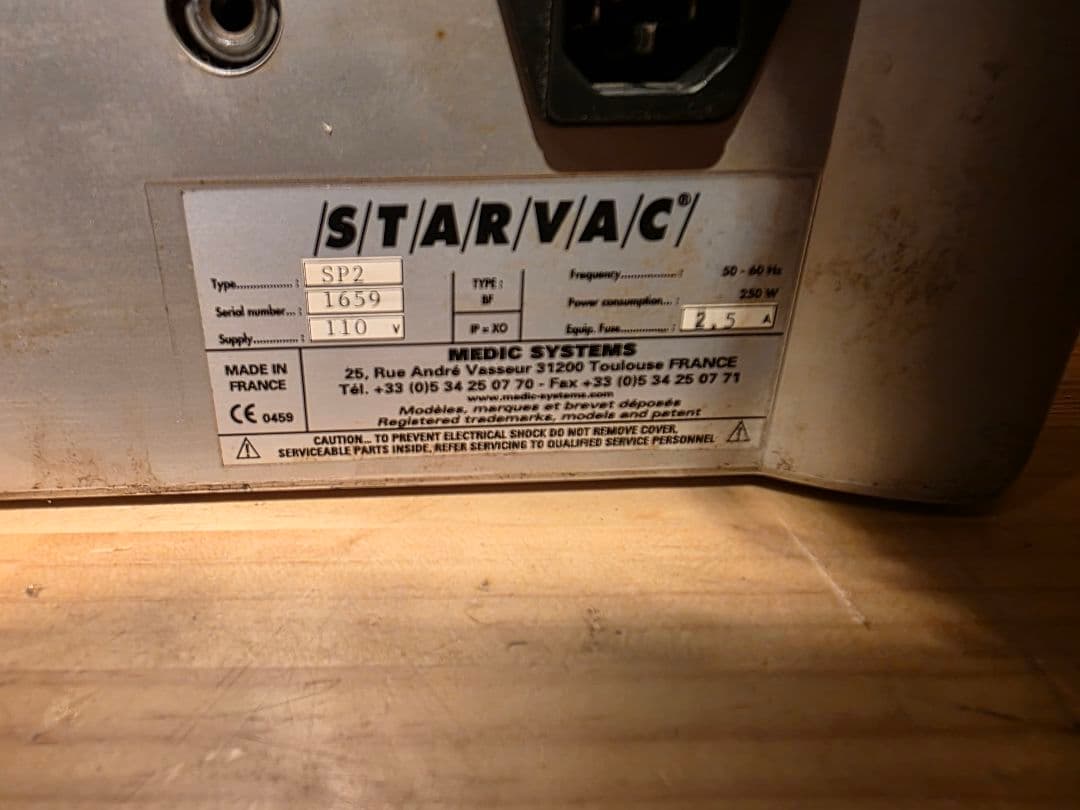 /S/T/A/R/V/A/C®/
Type................ : SP2
Serial number... : 1659
Supply............. : 110 V
TYPE :
BF
IP = XO
Frequency................ : 50 - 60 Hz
Power consumption... : 250 W
Equip. Fuse.............. : 2.5 A
MADE IN
FRANCE
CE 0459
MEDIC SYSTEMS
25, Rue André Vasseur 31200 Toulouse FRANCE
Tél. +33 (0)5 34 25 07 70 - Fax +33 (0)5 34 25 07 71
www.medic-systems.com
Modèles, marques et brevet déposés
Registered trademarks, models and patent
CAUTION... TO PREVENT ELECTRICAL SHOCK DO NOT REMOVE COVER,
SERVICEABLE PARTS INSIDE, REFER SERVICING TO QUALIFIED SERVICE PERSONNEL